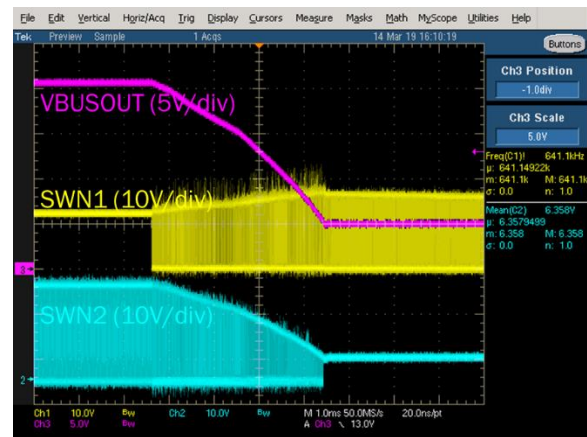 File Edit Vertical Horiz/Acq Trig Display Cursors Measure Masks Math MyScope Utilities Help
Tek Preview Sample 1 Acqs 14 Mar 19 16:10:19 Buttons
VBUSOUT (5V/div)
SWN1 (10V/div)
SWN2 (10V/div)
Ch3 Position
-1.0div
Ch3 Scale
5.0V
Freq(C1)! 641.1kHz
µ: 641.14922k
m: 641.1k M: 641.1k
σ: 0.0 n: 1.0
Mean(C2) 6.358V
µ: 6.3579499
m: 6.358 M: 6.358
σ: 0.0 n: 1.0
3
2
Ch1 10.0V Bw Ch2 10.0V Bw M 1.0ms 50.0MS/s 20.0ns/pt
Ch3 5.0V Bw A Ch3 \ 13.0V